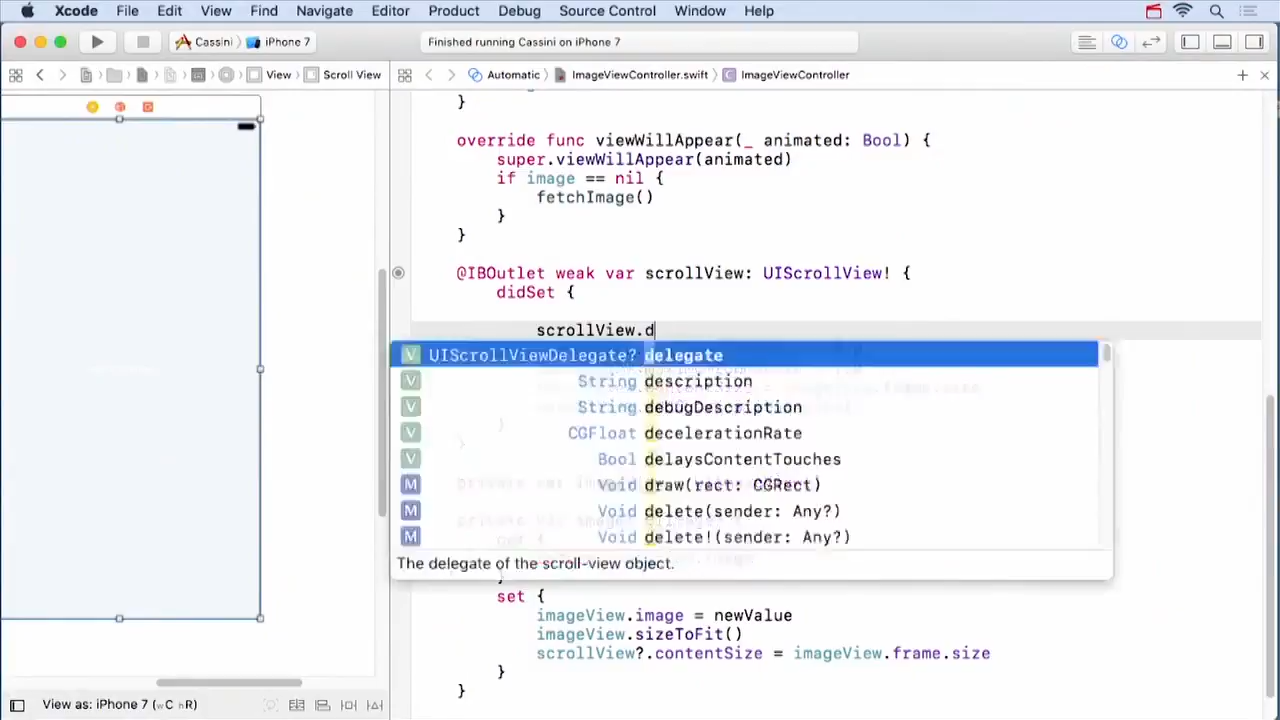 Xcode File Edit View Find Navigate Editor Product Debug Source Control Window Help
Cassini iPhone 7 Finished running Cassini on iPhone 7
View Scroll View Automatic ImageViewController.swift ImageViewController
}
override func viewWillAppear(_ animated: Bool) {
super.viewWillAppear(animated)
if image == nil {
fetchImage()
}
}
@IBOutlet weak var scrollView: UIScrollView! {
didSet {
scrollView.d
UIScrollViewDelegate? delegate
V String description
V String debugDescription
V CGFloat decelerationRate
V Bool delaysContentTouches
M Void draw(rect: CGRect)
M Void delete(sender: Any?)
M Void delete!(sender: Any?)
The delegate of the scroll-view object.
}
set {
imageView.image = newValue
imageView.sizeToFit()
scrollView?.contentSize = imageView.frame.size
}
}
View as: iPhone 7 (wC hR)